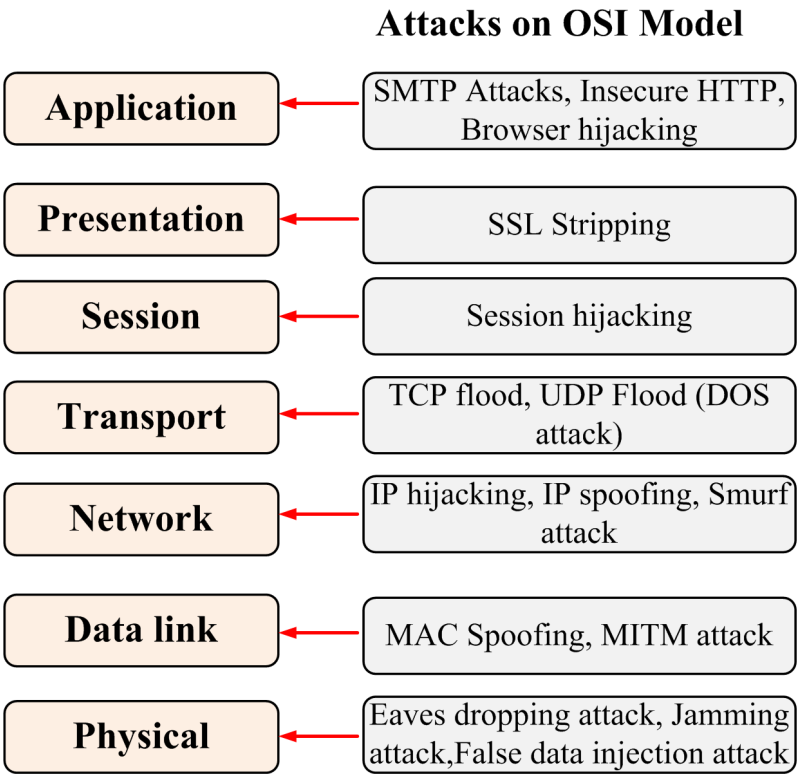 Attacks on OSI Model
Application
SMTP Attacks, Insecure HTTP,
Browser hijacking
Presentation
SSL Stripping
Session
Session hijacking
Transport
TCP flood, UDP Flood (DOS
attack)
Network
IP hijacking, IP spoofing, Smurf
attack
Data link
MAC Spoofing, MITM attack
Physical
Eaves dropping attack, Jamming
attack,False data injection attack